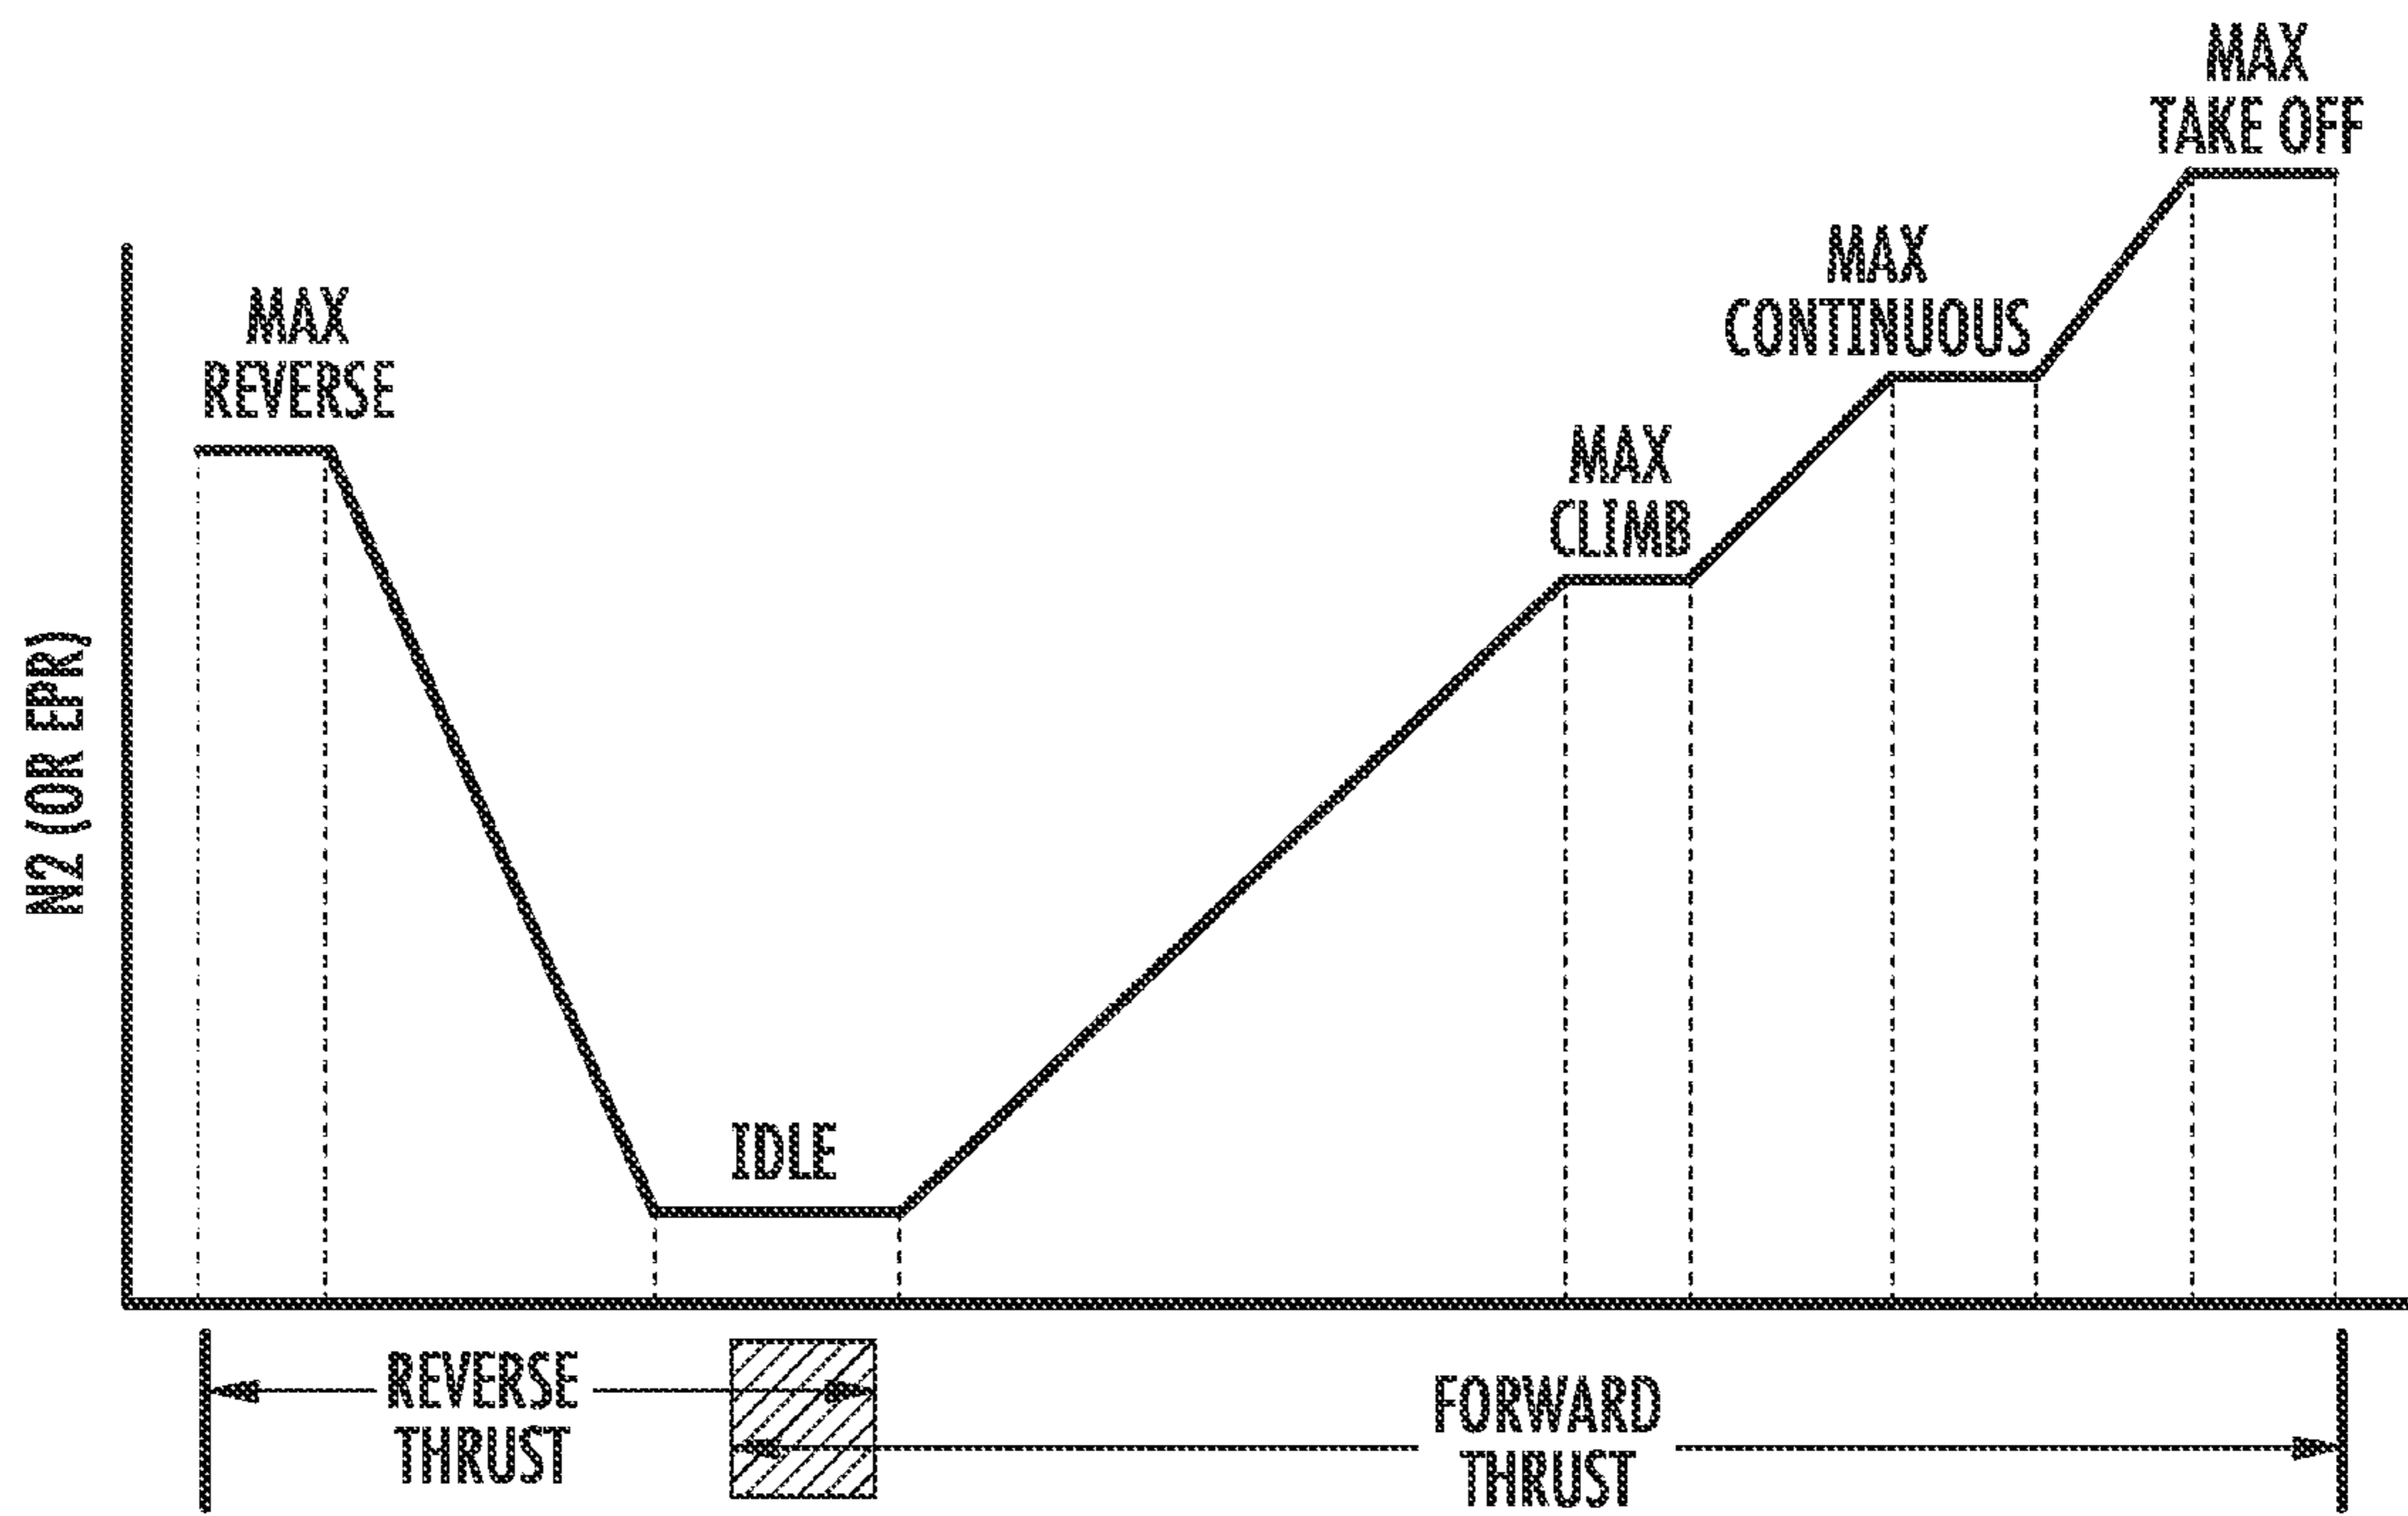 MAX
TAKE OFF
MAX
CONTINUOUS
MAX
REVERSE
MAX
CLIMB
N2 (OR EPR)
IDLE
REVERSE
THRUST
FORWARD
THRUST